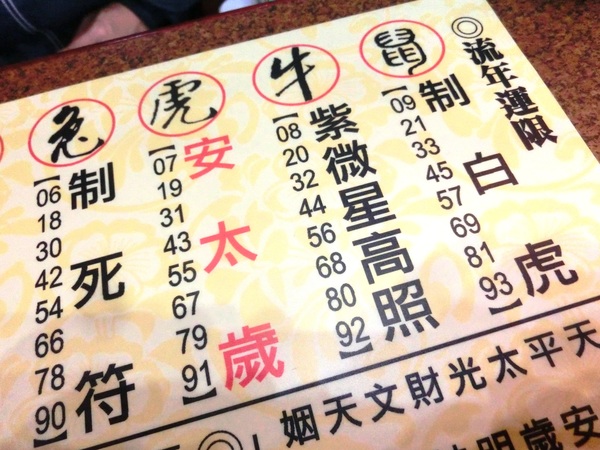 ◎流年運限
鼠
【09 21 33 45 57 69 81 93】
制白虎
牛
【08 20 32 44 56 68 80 92】
紫微星高照
虎
【07 19 31 43 55 67 79 91】
安太歲
兔
【06 18 30 42 54 66 78 90】
制死符
姻天文財光太平天
◎
安歲明